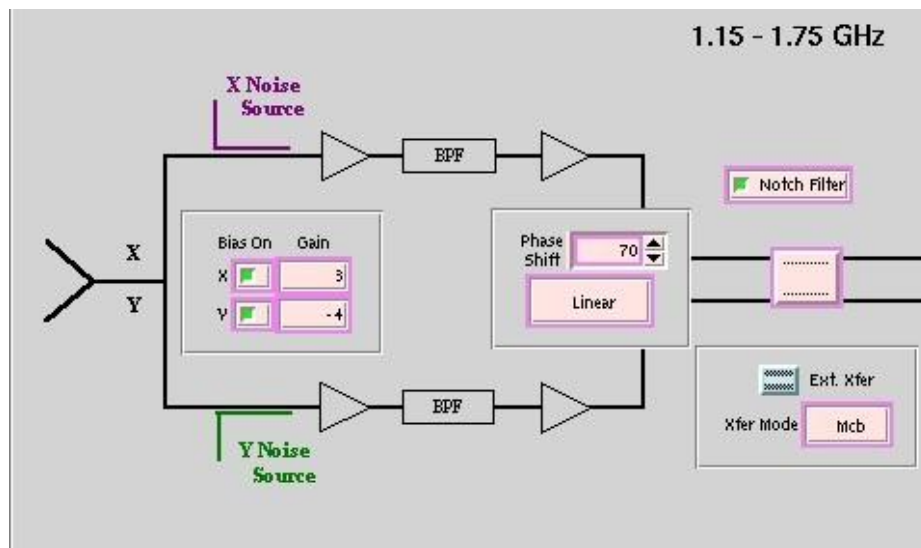 1.15 - 1.75 GHz
X Noise
Source
BPF
Notch Filter
Bias On Gain
X 3
Y -4
Phase
Shift 70
Linear
X
Y
BPF
Ext. Xfer
Xfer Mode Mcb
Y Noise
Source